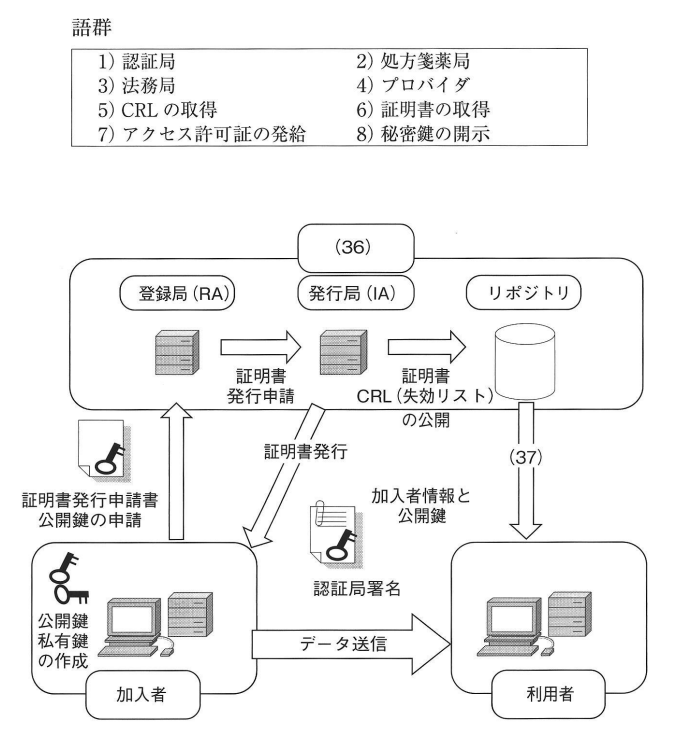 語群
1) 認証局 2) 処方箋薬局
3) 法務局 4) プロバイダ
5) CRL の取得 6) 証明書の取得
7) アクセス許可証の発給 8) 秘密鍵の開示
(36)
登録局(RA) 発行局(IA) リポジトリ
証明書
発行申請
証明書
CRL(失効リスト)
の公開
証明書発行
(37)
証明書発行申請書
公開鍵の申請
加入者情報と
公開鍵
認証局署名
公開鍵
私有鍵
の作成
データ送信
加入者
利用者